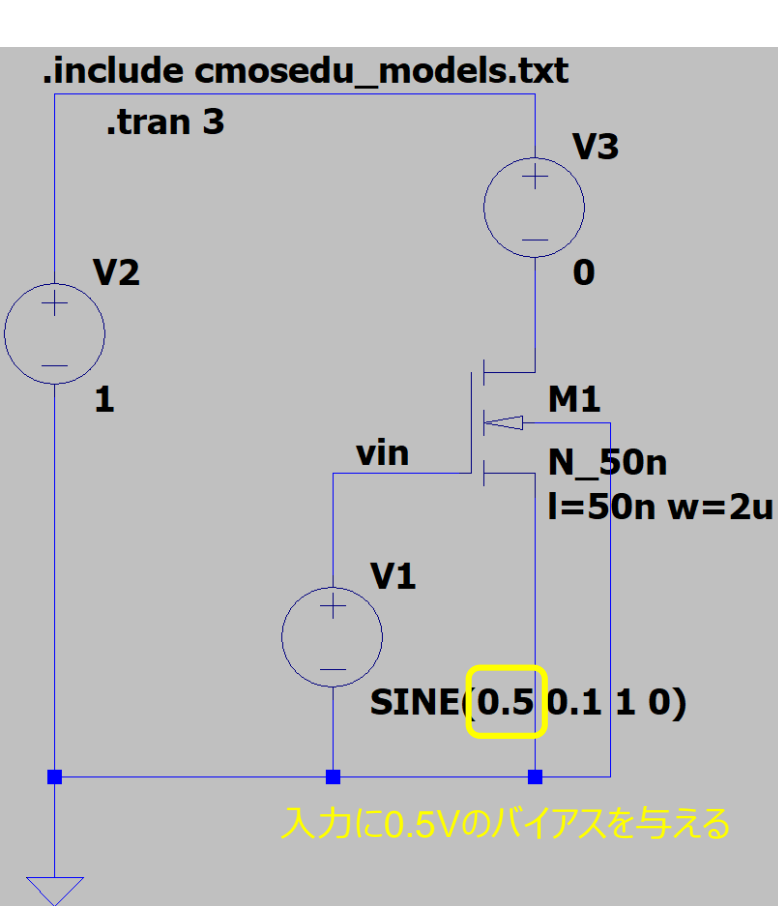 .include cmosedu_models.txt
.tran 3
V3
0
V2
1
M1
N_50n
l=50n w=2u
vin
V1
SINE(0.5 0.1 1 0)
入力に0.5Vのバイアスを与える